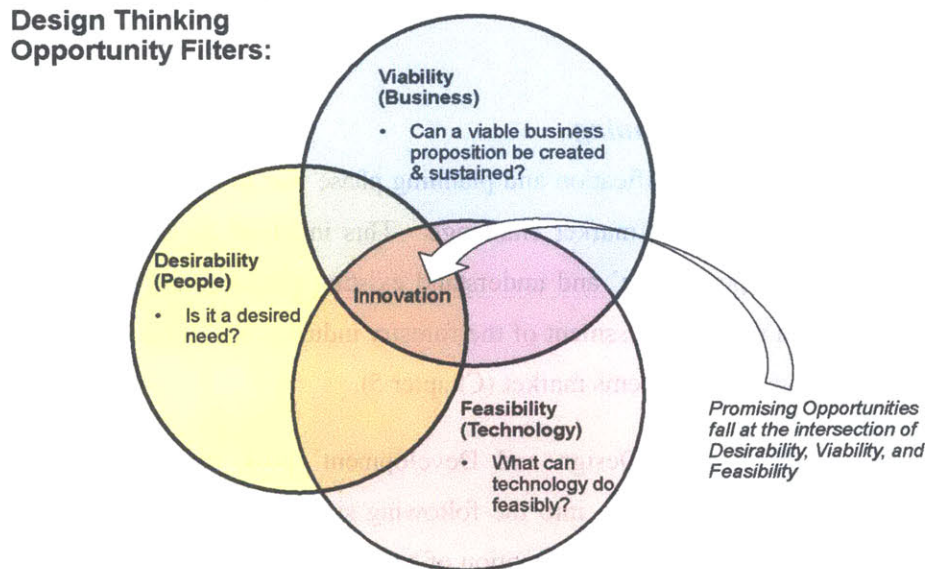 Design Thinking
Opportunity Filters:
Viability
(Business)
• Can a viable business
proposition be created
& sustained?
Desirability
(People)
• Is it a desired
need?
Innovation
Feasibility
(Technology)
• What can
technology do
feasibly?
Promising Opportunities
fall at the intersection of
Desirability, Viability, and
Feasibility